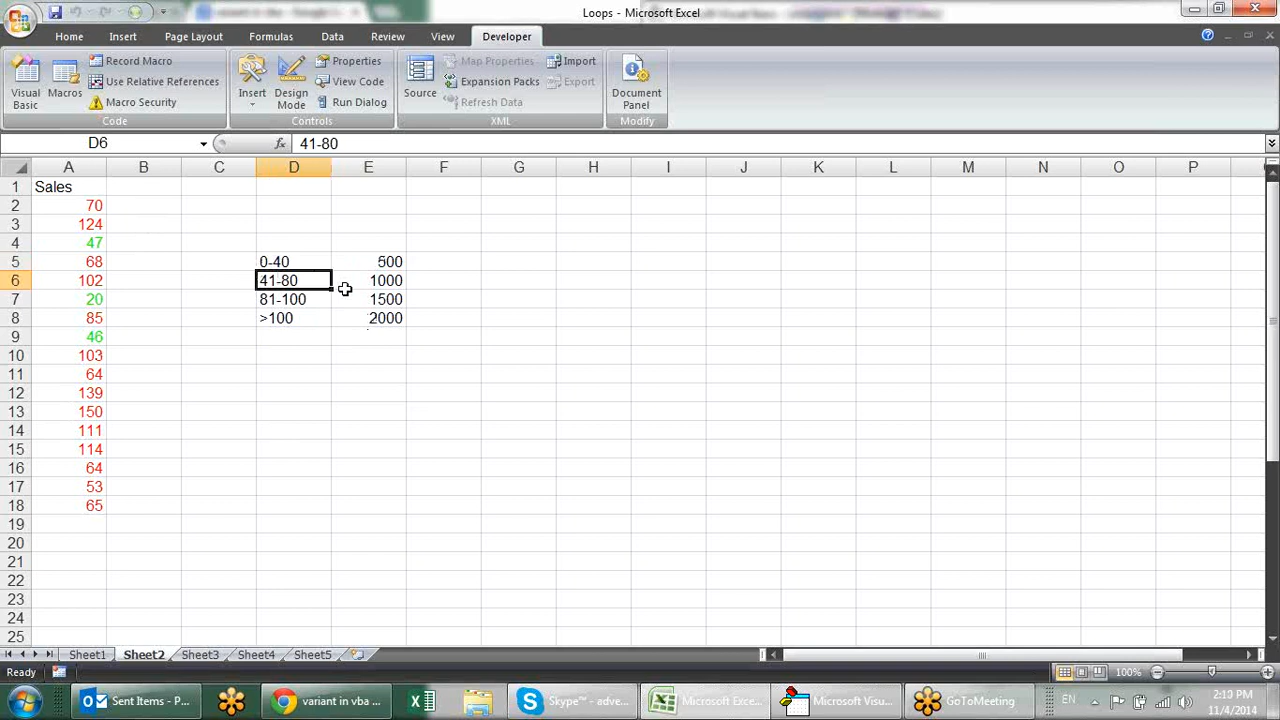 Loops - Microsoft Excel
Home Insert Page Layout Formulas Data Review View Developer
Visual Basic
Macros
Record Macro
Use Relative References
Macro Security
Code
Insert
Design Mode
Properties
View Code
Run Dialog
Controls
Source
Map Properties
Expansion Packs
Refresh Data
Import
Export
XML
Document Panel
Modify
D6 fx 41-80
A B C D E F G H I J K L M N O P
1 Sales
2 70
3 124
4 47
5 68 0-40 500
6 102 41-80 1000
7 20 81-100 1500
8 85 >100 2000
9 46
10 103
11 64
12 139
13 150
14 111
15 114
16 64
17 53
18 65
19
20
21
22
23
24
25
Sheet1 Sheet2 Sheet3 Sheet4 Sheet5
Ready 100%
Sent Items - P... variant in vba ... Skype™ - adve... Microsoft Exce... Microsoft Visu... GoToMeeting EN 2:10 PM
11/4/2014